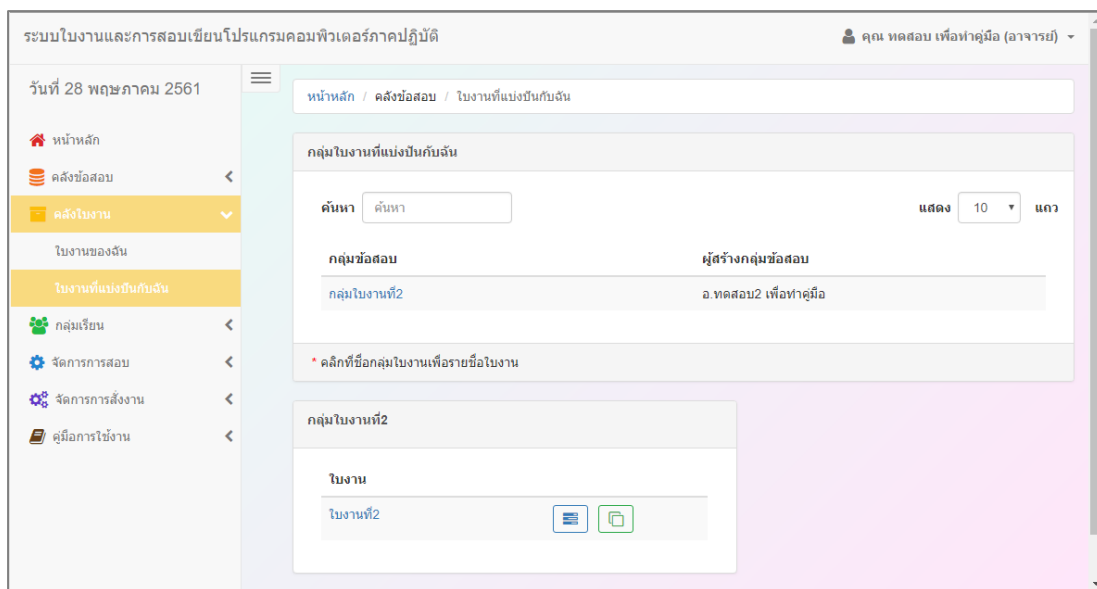 ระบบใบงานและการสอบเขียนโปรแกรมคอมพิวเตอร์ภาคปฏิบัติ
คุณ ทดสอบ เพื่อทำคู่มือ (อาจารย์)
วันที่ 28 พฤษภาคม 2561
หน้าหลัก
คลังข้อสอบ
คลังใบงาน
ใบงานของฉัน
ใบงานที่แบ่งปันกับฉัน
กลุ่มเรียน
จัดการการสอบ
จัดการการสั่งงาน
คู่มือการใช้งาน
หน้าหลัก / คลังข้อสอบ / ใบงานที่แบ่งปันกับฉัน
กลุ่มใบงานที่แบ่งปันกับฉัน
ค้นหา ค้นหา แสดง 10 แถว
กลุ่มข้อสอบ ผู้สร้างกลุ่มข้อสอบ
กลุ่มใบงานที่2 อ.ทดสอบ2 เพื่อทำคู่มือ
* คลิกที่ชื่อกลุ่มใบงานเพื่อรายชื่อใบงาน
กลุ่มใบงานที่2
ใบงาน
ใบงานที่2